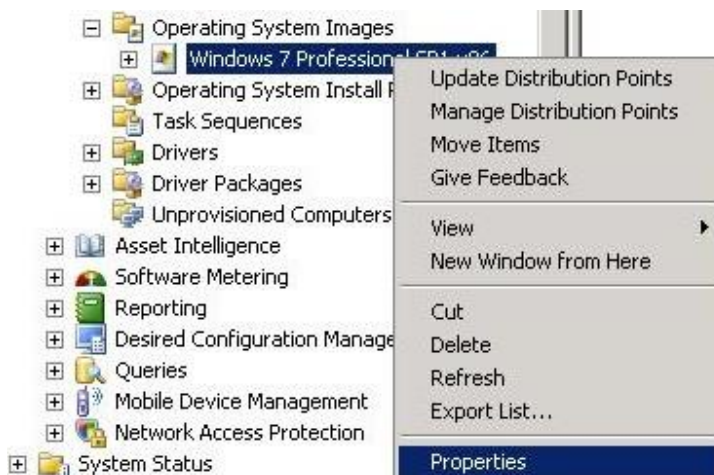 Operating System Images
Windows 7 Professional SP1 x86
Operating System Install
Task Sequences
Drivers
Driver Packages
Unprovisioned Computers
Asset Intelligence
Software Metering
Reporting
Desired Configuration Manage
Queries
Mobile Device Management
Network Access Protection
System Status
Update Distribution Points
Manage Distribution Points
Move Items
Give Feedback
View
New Window from Here
Cut
Delete
Refresh
Export List...
Properties